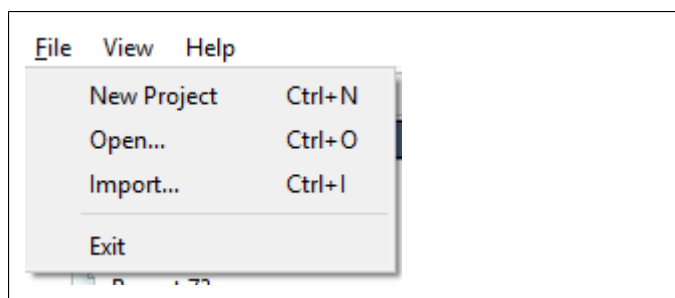 File View Help
New Project Ctrl+N
Open... Ctrl+O
Import... Ctrl+I
Exit